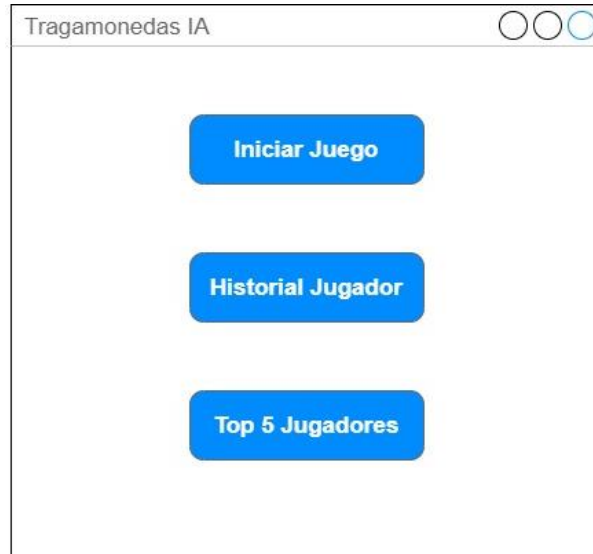 Tragamonedas IA
Iniciar Juego
Historial Jugador
Top 5 Jugadores